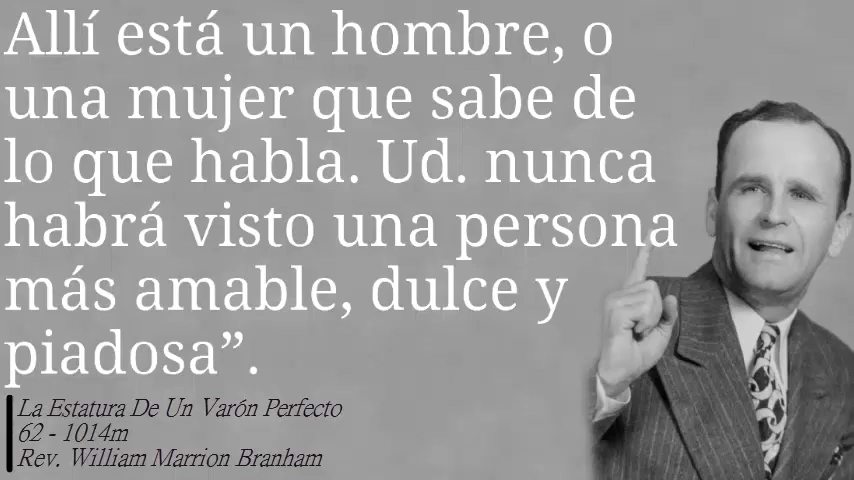 Allí está un hombre, o
una mujer que sabe de
lo que habla. Ud. nunca
habrá visto una persona
más amable, dulce y
piadosa”.
La Estatura De Un Varón Perfecto
62 - 1014m
Rev. William Marrion Branham